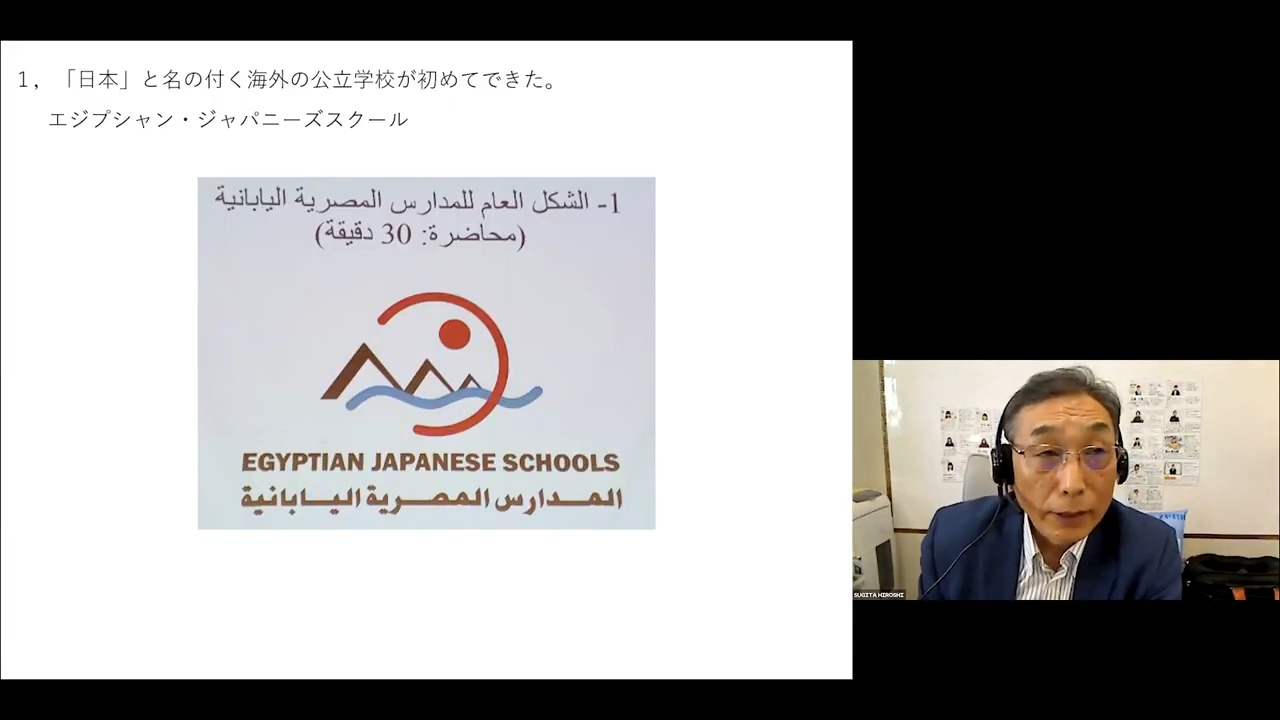 1，「日本」と名の付く海外の公立学校が初めてできた。
エジプシャン・ジャパニーズスクール
1- الشكل العام للمدارس المصرية اليابانية
(محاضرة: 30 دقيقة)
EGYPTIAN JAPANESE SCHOOLS
المدارس المصرية اليابانية
SUGITA HIROSHI